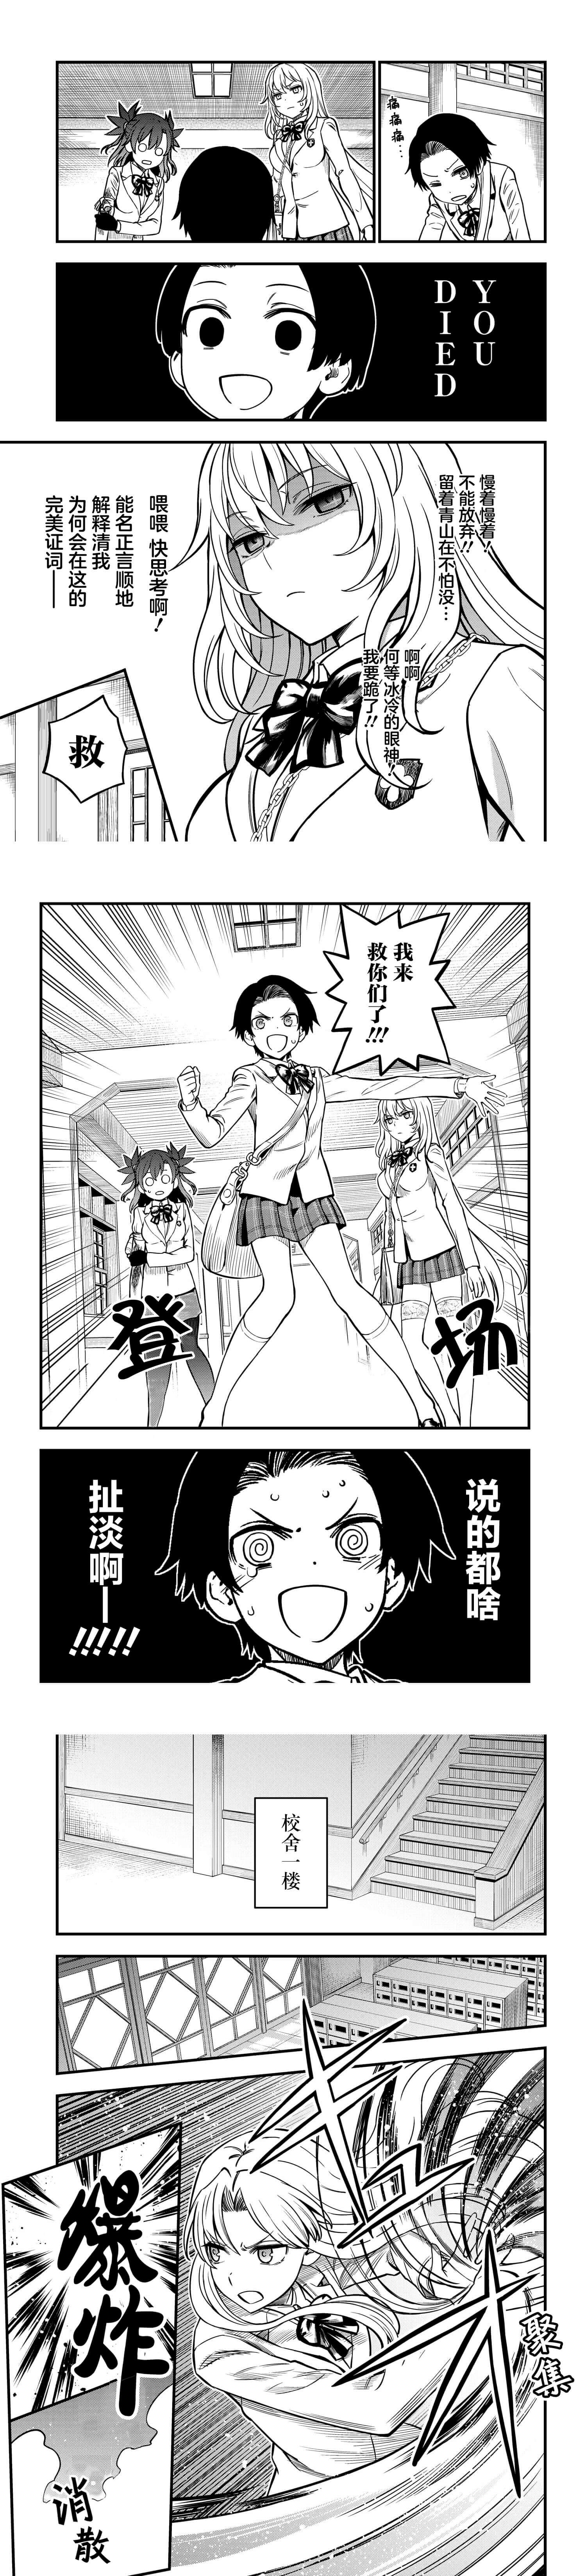 痛痛痛…
YOU
DIED
慢着慢着!
不能放弃!!
留着青山在不怕没…
啊啊
何等冰冷的眼神!
我要跪了!!
喂喂 快思考啊!
能名正言顺地
解释清我
为何会在这的
完美证词——
救
我来
救你们了!!!
登场
说的都啥
扯淡啊—!!!!!
校舍一楼
聚集
爆炸
消散